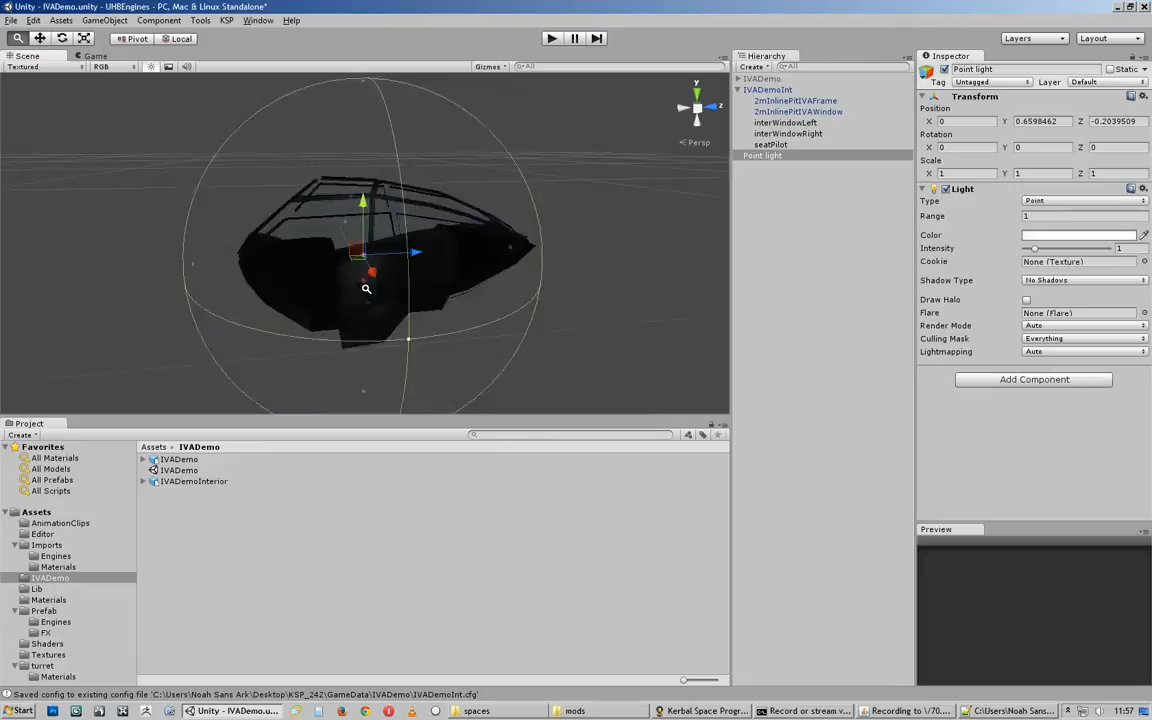 Unity - IVADemo.unity - UHBEngines - PC, Mac & Linux Standalone*
File Edit Assets GameObject Component Tools KSP Window Help
Pivot Local Layers Layout
Scene Game
Textured RGB Gizmos All
y
z
Persp
Hierarchy
Create All
IVADemo
IVADemoInt
2mInlinePitIVAFrame
2mInlinePitIVAWindow
interWindowLeft
interWindowRight
seatPilot
Point light
Inspector
Point light Static
Tag Untagged Layer Default
Transform
Position
X 0 Y 0.6598462 Z -0.2039509
Rotation
X 0 Y 0 Z 0
Scale
X 1 Y 1 Z 1
Light
Type Point
Range 1
Color
Intensity 1
Cookie None (Texture)
Shadow Type No Shadows
Draw Halo
Flare None (Flare)
Render Mode Auto
Culling Mask Everything
Lightmapping Auto
Add Component
Preview
Project
Create
Favorites
All Materials
All Models
All Prefabs
All Scripts
Assets
AnimationClips
Editor
Imports
Engines
Materials
IVADemo
Lib
Materials
Prefab
Engines
FX
Shaders
Textures
turret
Materials
Assets IVADemo
IVADemo
IVADemo
IVADemoInterior
Saved config to existing config file 'C:\Users\Noah Sans Ark\Desktop\KSP_242\GameData\IVADemo\IVADemoInt.cfg'
Start Unity - IVADemo.u... spaces mods Kerbal Space Progr... Record or stream v... Recording to \/70.... C:\Users\Noah Sans... 11:57